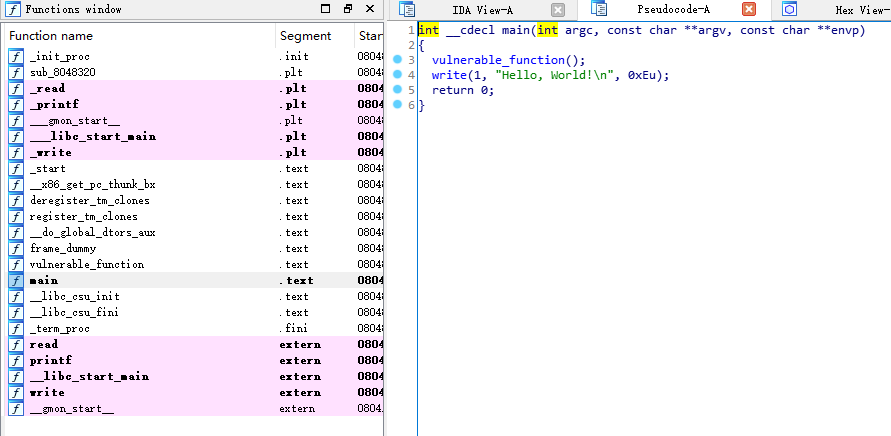 Functions window
Function name Segment Star
_init_proc .init 0804
sub_8048320 .plt 0804
_read .plt 0804
_printf .plt 0804
___gmon_start__ .plt 0804
___libc_start_main .plt 0804
_write .plt 0804
_start .text 0804
__x86_get_pc_thunk_bx .text 0804
deregister_tm_clones .text 0804
register_tm_clones .text 0804
__do_global_dtors_aux .text 0804
frame_dummy .text 0804
vulnerable_function .text 0804
main .text 0804
__libc_csu_init .text 0804
__libc_csu_fini .text 0804
_term_proc .fini 0804
read extern 0804
printf extern 0804
__libc_start_main extern 0804
write extern 0804
__gmon_start__ extern 0804
IDA View-A Pseudocode-A Hex View
1 int __cdecl main(int argc, const char **argv, const char **envp)
2 {
3 vulnerable_function();
4 write(1, "Hello, World!\n", 0xEu);
5 return 0;
6 }